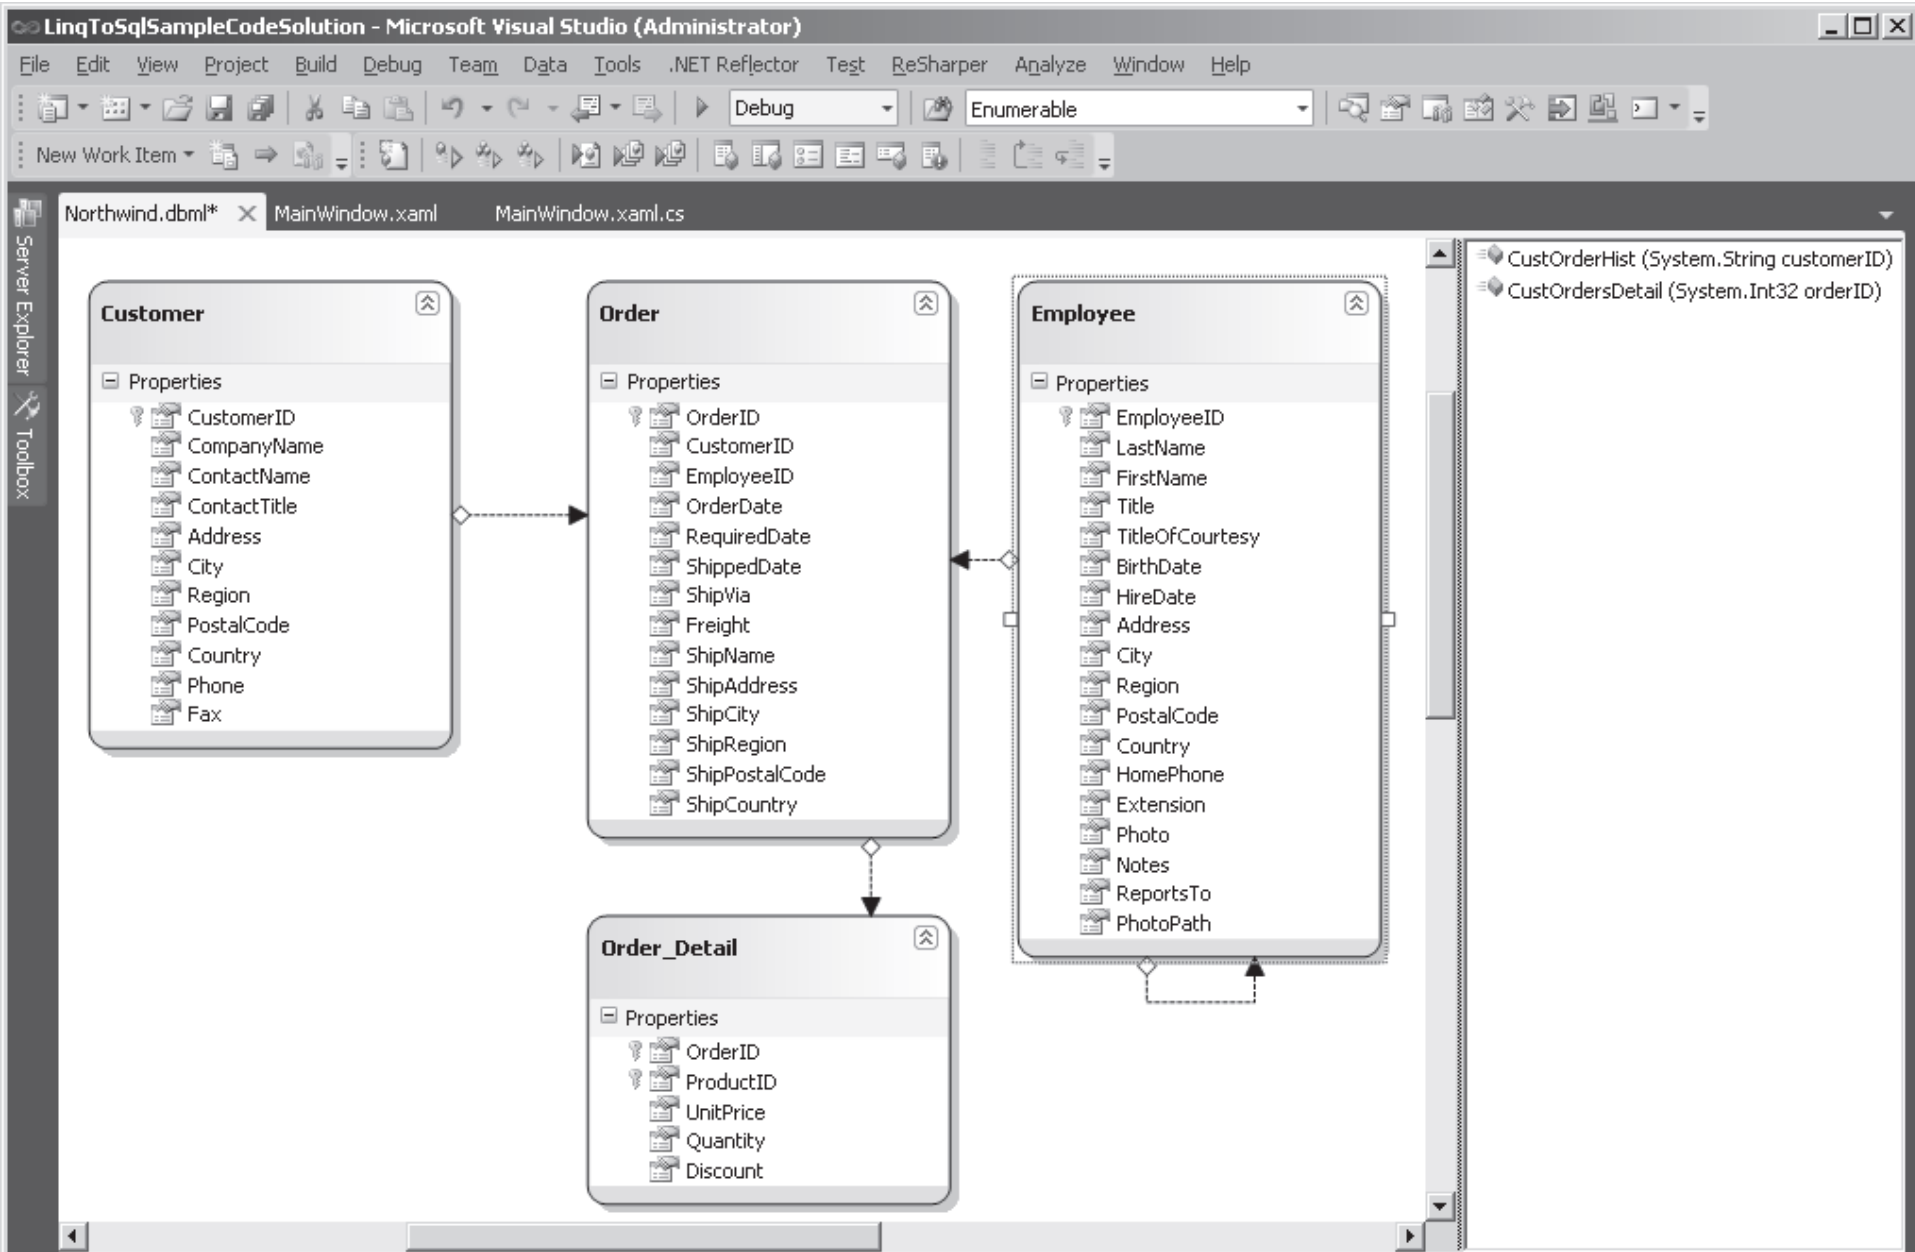 LinqToSqlSampleCodeSolution - Microsoft Visual Studio (Administrator)
File Edit View Project Build Debug Team Data Tools .NET Reflector Test ReSharper Analyze Window Help
Debug Enumerable
New Work Item
Northwind.dbml* MainWindow.xaml MainWindow.xaml.cs
Server Explorer
Toolbox
Customer
Properties
CustomerID
CompanyName
ContactName
ContactTitle
Address
City
Region
PostalCode
Country
Phone
Fax
Order
Properties
OrderID
CustomerID
EmployeeID
OrderDate
RequiredDate
ShippedDate
ShipVia
Freight
ShipName
ShipAddress
ShipCity
ShipRegion
ShipPostalCode
ShipCountry
Employee
Properties
EmployeeID
LastName
FirstName
Title
TitleOfCourtesy
BirthDate
HireDate
Address
City
Region
PostalCode
Country
HomePhone
Extension
Photo
Notes
ReportsTo
PhotoPath
Order_Detail
Properties
OrderID
ProductID
UnitPrice
Quantity
Discount
CustOrderHist (System.String customerID)
CustOrdersDetail (System.Int32 orderID)